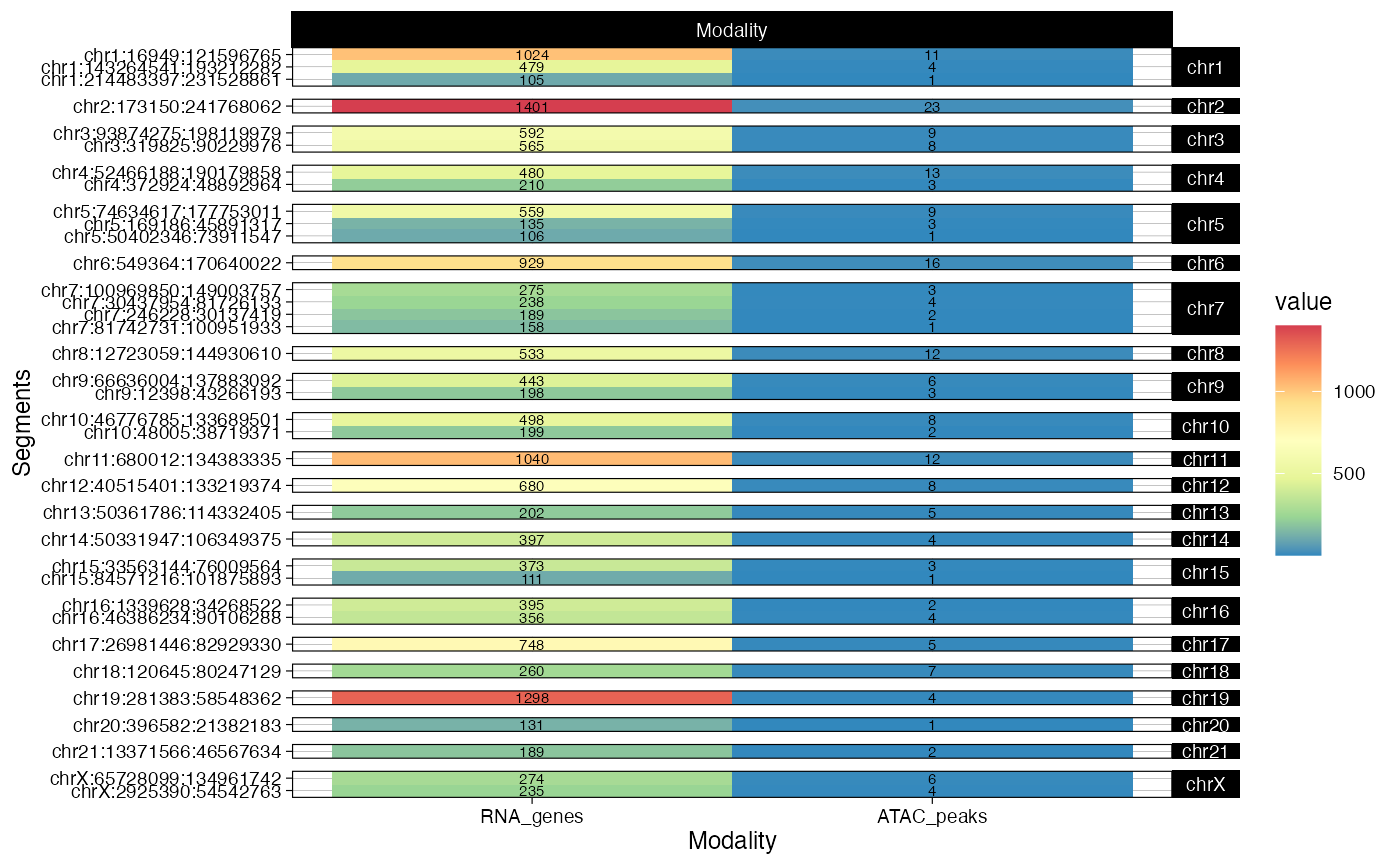 Modality
chr1:16949:121596765 1024 11
chr1:143264541:193212282 479 4 chr1
chr1:214483397:231528861 105 1
chr2:173150:241768062 1401 23 chr2
chr3:93874275:198119979 592 9 chr3
chr3:319825:90229976 565 8
chr4:52466188:190179858 480 13 chr4
chr4:372924:48892964 210 3
chr5:74634617:177753011 559 9
chr5:169186:45891317 135 3 chr5
chr5:50402346:73911547 106 1
chr6:549364:170640022 929 16 chr6
chr7:100969850:149003757 275 3
chr7:30437954:81726133 238 4 chr7
chr7:246228:30137419 189 2
chr7:81742731:100951933 158 1
chr8:12723059:144930610 533 12 chr8
chr9:66636004:137883092 443 6 chr9
chr9:12398:43266193 198 3
chr10:46776785:133689501 498 8 chr10
chr10:48005:38719371 199 2
chr11:680012:134383335 1040 12 chr11
chr12:40515401:133219374 680 8 chr12
chr13:50361786:114332405 202 5 chr13
chr14:50331947:106349375 397 4 chr14
chr15:33563144:76009564 373 3 chr15
chr15:84571216:101875893 111 1
chr16:1339628:34268522 395 2 chr16
chr16:46386234:90106288 356 4
chr17:26981446:82929330 748 5 chr17
chr18:120645:80247129 260 7 chr18
chr19:281383:58548362 1298 4 chr19
chr20:396582:21382183 131 1 chr20
chr21:13371566:46567634 189 2 chr21
chrX:65728099:134961742 274 6 chrX
chrX:2925390:54542763 235 4
RNA_genes ATAC_peaks
Modality
Segments
value
1000
500